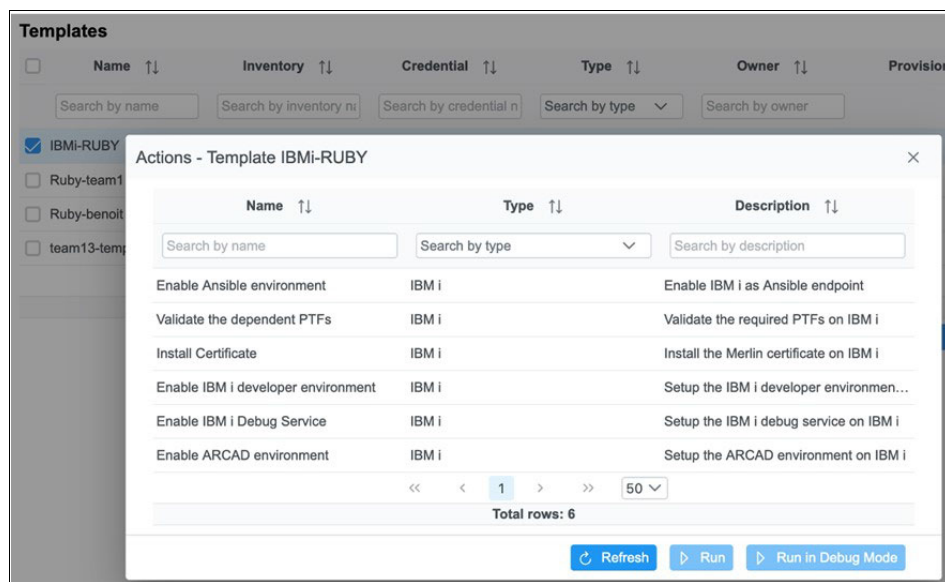 Templates
Name Inventory Credential Type Owner Provision
Search by name Search by inventory na Search by credential n Search by type Search by owner
IBMi-RUBY
Ruby-team1
Ruby-benoit
team13-temp
Actions - Template IBMi-RUBY
Name Type Description
Search by name Search by type Search by description
Enable Ansible environment IBM i Enable IBM i as Ansible endpoint
Validate the dependent PTFs IBM i Validate the required PTFs on IBM i
Install Certificate IBM i Install the Merlin certificate on IBM i
Enable IBM i developer environment IBM i Setup the IBM i developer environmen...
Enable IBM i Debug Service IBM i Setup the IBM i debug service on IBM i
Enable ARCAD environment IBM i Setup the ARCAD environment on IBM i
<< < 1 > >> 50
Total rows: 6
Refresh Run Run in Debug Mode